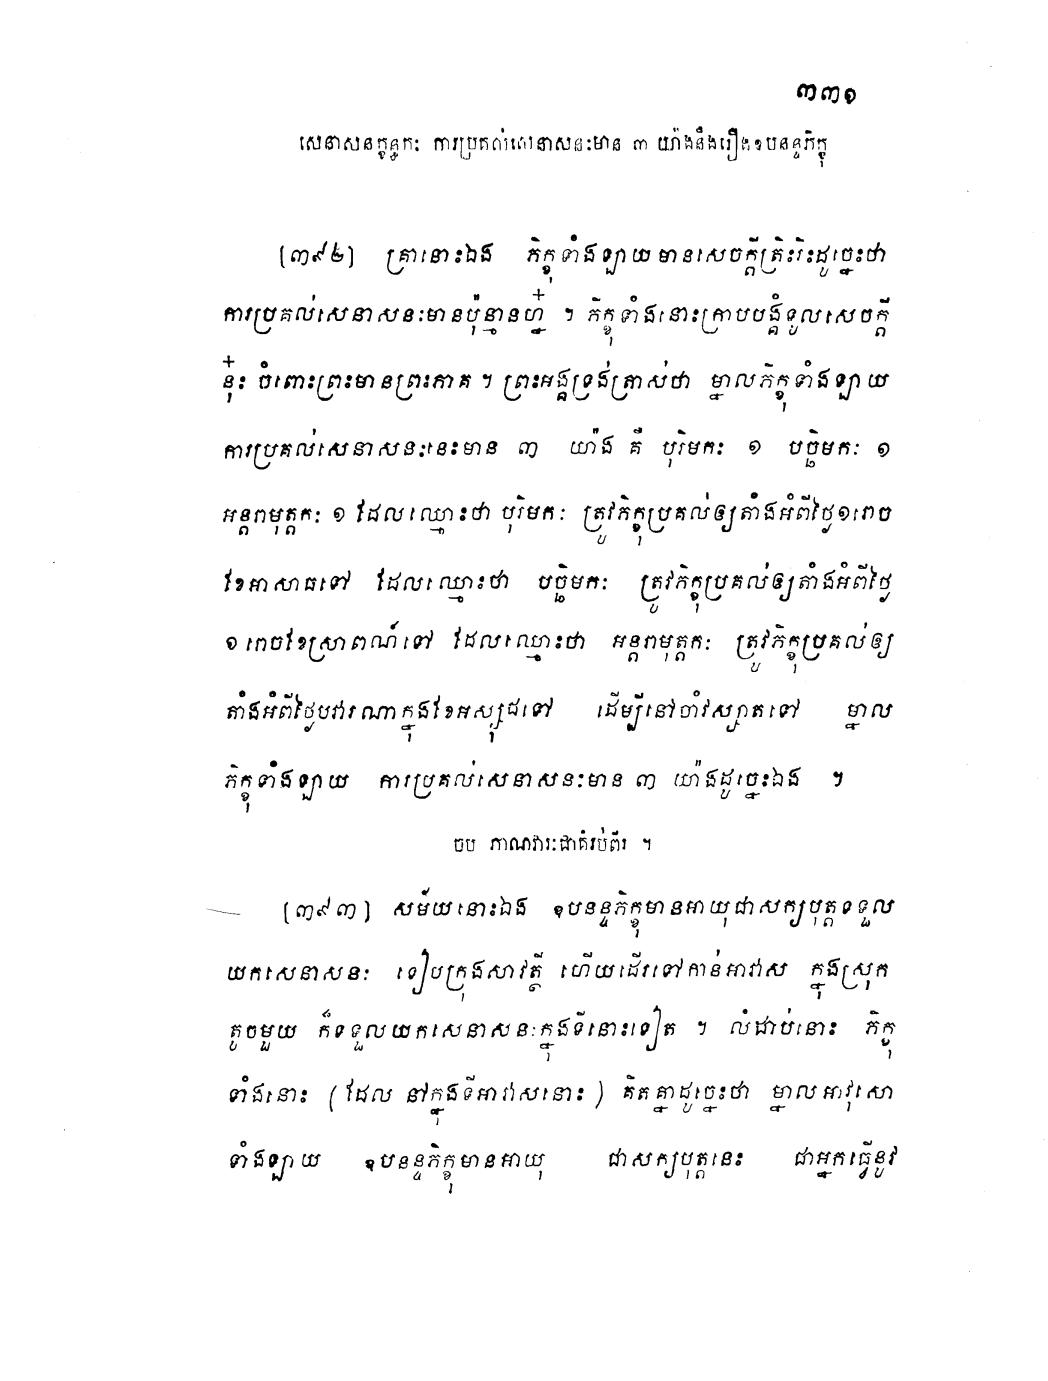 ៣៣១
សេនាសនក្ខន្ធកៈ ការប្រគល់សេនាសនៈមាន ៣ យ៉ាងនឹងរឿងឧបនន្ទភិក្ខុ
[៣៩២] គ្រានោះឯង ភិក្ខុទាំងឡាយមានសេចក្តីត្រិះរិះដូច្នេះថា
ការប្រគល់សេនាសនៈមានប៉ុន្មានហ្ន៎ ។ ភិក្ខុទាំងនោះក្រាបបង្គំទូលសេចក្តី
នុ៎ះ ចំពោះព្រះមានព្រះភាគ ។ ព្រះអង្គទ្រង់ត្រាស់ថា ម្នាលភិក្ខុទាំងឡាយ
ការប្រគល់សេនាសនៈនេះមាន ៣ យ៉ាង គឺ បុរិមកៈ ១ បច្ឆិមកៈ ១
អន្តរាមុត្តកៈ ១ ដែលឈ្មោះថា បុរិមកៈ ត្រូវភិក្ខុប្រគល់ឲ្យតាំងអំពីថ្ងៃ១រោច
ខែអាសាធទៅ ដែលឈ្មោះថា បច្ឆិមកៈ ត្រូវភិក្ខុប្រគល់ឲ្យតាំងអំពីថ្ងៃ
១ រោចខែស្រាពណ៍ទៅ ដែលឈ្មោះថា អន្តរាមុត្តកៈ ត្រូវភិក្ខុប្រគល់ឲ្យ
តាំងអំពីថ្ងៃបវារណាក្នុងខែអស្សុជទៅ ដើម្បីនៅចាំវស្សាតទៅ ម្នាល
ភិក្ខុទាំងឡាយ ការប្រគល់សេនាសនៈមាន ៣ យ៉ាងដូច្នេះឯង ។
ចប ភាណវារៈជាគំរប់ពីរ ។
[៣៩៣] សម័យនោះឯង ឧបនន្ទភិក្ខុមានអាយុជាសក្យបុត្តទទួល
យកសេនាសនៈ ទៀបក្រុងសាវត្ថី ហើយដើរទៅកាន់អាវាស ក្នុងស្រុក
តូចមួយ ក៏ទទួលយកសេនាសនៈក្នុងទីនោះទៀត ។ លំដាប់នោះ ភិក្ខុ
ទាំងនោះ (ដែល នៅក្នុងទីអាវាសនោះ) គិតគ្នាដូច្នេះថា ម្នាលអាវុសោ
ទាំងឡាយ ឧបនន្ទភិក្ខុមានអាយុ ជាសក្យបុត្តនេះ ជាអ្នកធ្វើនូវ